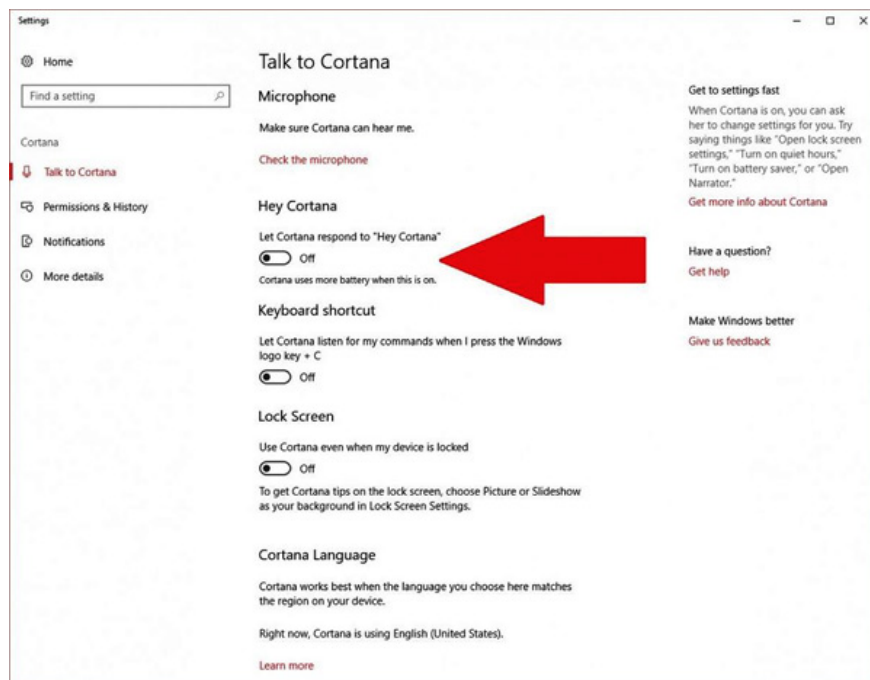 Settings
Home
Find a setting
Cortana
Talk to Cortana
Permissions & History
Notifications
More details
Talk to Cortana
Microphone
Make sure Cortana can hear me.
Check the microphone
Hey Cortana
Let Cortana respond to "Hey Cortana"
Off
Cortana uses more battery when this is on.
Keyboard shortcut
Let Cortana listen for my commands when I press the Windows
logo key + C
Off
Lock Screen
Use Cortana even when my device is locked
Off
To get Cortana tips on the lock screen, choose Picture or Slideshow
as your background in Lock Screen Settings.
Cortana Language
Cortana works best when the language you choose here matches
the region on your device.
Right now, Cortana is using English (United States).
Learn more
Get to settings fast
When Cortana is on, you can ask
her to change settings for you. Try
saying things like "Open lock screen
settings," "Turn on quiet hours,"
"Turn on battery saver," or "Open
Narrator."
Get more info about Cortana
Have a question?
Get help
Make Windows better
Give us feedback